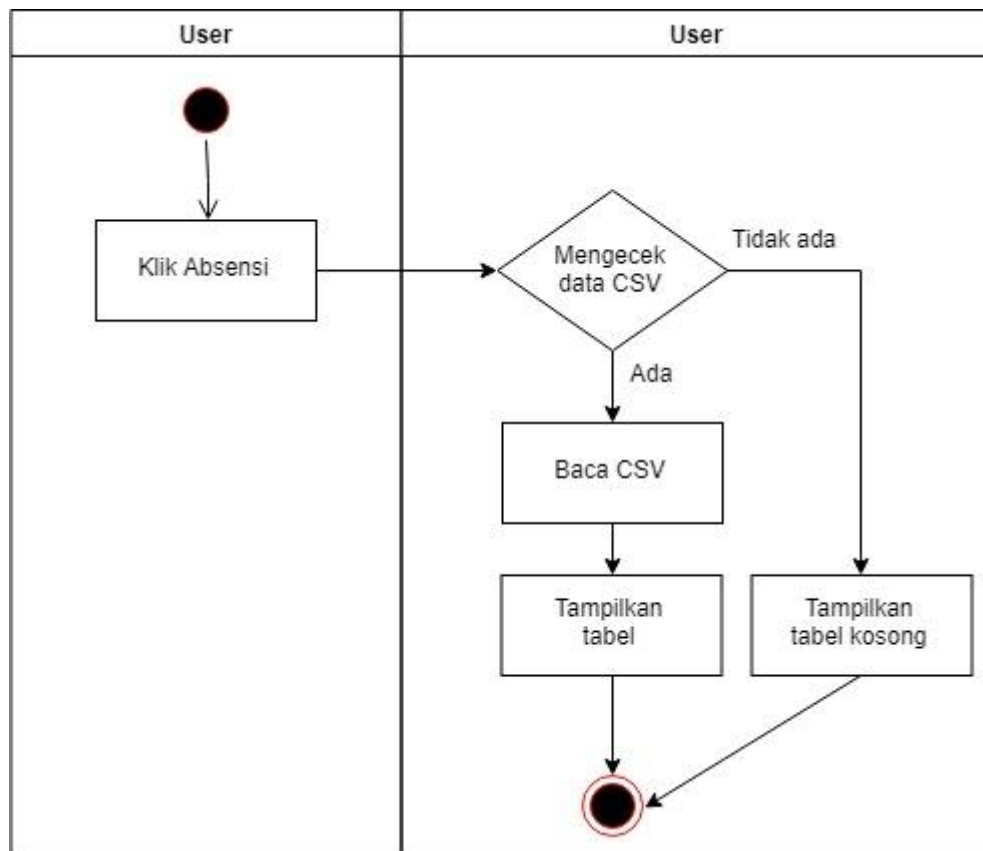 User
User
Klik Absensi
Mengecek
data CSV
Tidak ada
Ada
Baca CSV
Tampilkan
tabel
Tampilkan
tabel kosong